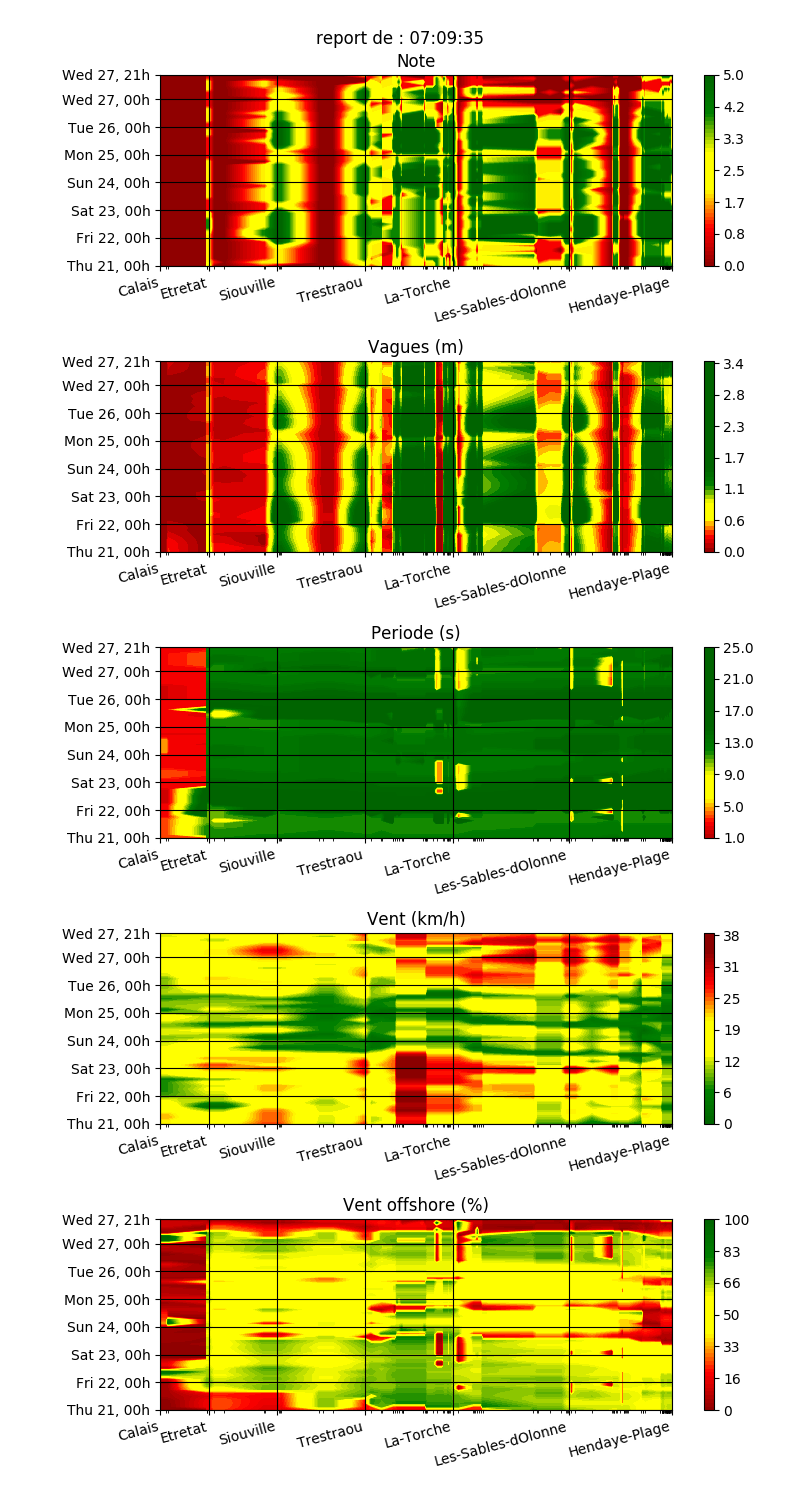 report de : 07:09:35
Note
Wed 27, 21h
Wed 27, 00h
Tue 26, 00h
Mon 25, 00h
Sun 24, 00h
Sat 23, 00h
Fri 22, 00h
Thu 21, 00h
5.0
4.2
3.3
2.5
1.7
0.8
0.0
Calais Etretat Siouville Trestraou La-Torche Les-Sables-dOlonne Hendaye-Plage
Vagues (m)
Wed 27, 21h
Wed 27, 00h
Tue 26, 00h
Mon 25, 00h
Sun 24, 00h
Sat 23, 00h
Fri 22, 00h
Thu 21, 00h
3.4
2.8
2.3
1.7
1.1
0.6
0.0
Calais Etretat Siouville Trestraou La-Torche Les-Sables-dOlonne Hendaye-Plage
Periode (s)
Wed 27, 21h
Wed 27, 00h
Tue 26, 00h
Mon 25, 00h
Sun 24, 00h
Sat 23, 00h
Fri 22, 00h
Thu 21, 00h
25.0
21.0
17.0
13.0
9.0
5.0
1.0
Calais Etretat Siouville Trestraou La-Torche Les-Sables-dOlonne Hendaye-Plage
Vent (km/h)
Wed 27, 21h
Wed 27, 00h
Tue 26, 00h
Mon 25, 00h
Sun 24, 00h
Sat 23, 00h
Fri 22, 00h
Thu 21, 00h
38
31
25
19
12
6
0
Calais Etretat Siouville Trestraou La-Torche Les-Sables-dOlonne Hendaye-Plage
Vent offshore (%)
Wed 27, 21h
Wed 27, 00h
Tue 26, 00h
Mon 25, 00h
Sun 24, 00h
Sat 23, 00h
Fri 22, 00h
Thu 21, 00h
100
83
66
50
33
16
0
Calais Etretat Siouville Trestraou La-Torche Les-Sables-dOlonne Hendaye-Plage